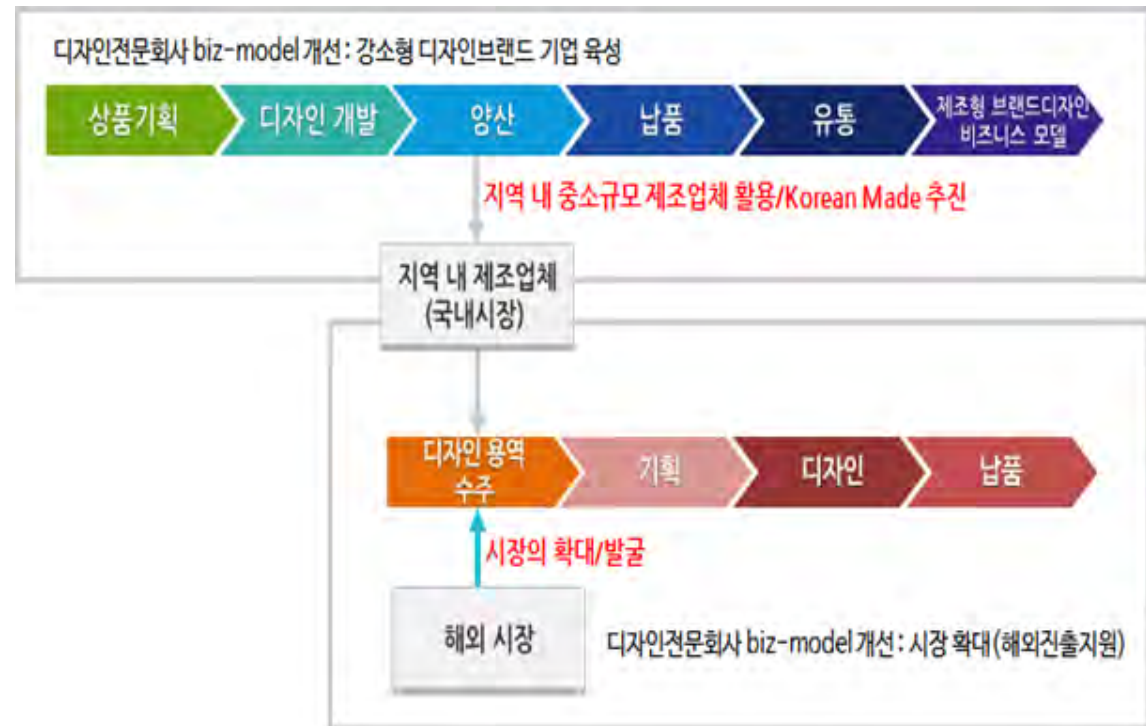 디자인전문회사 biz-model 개선 : 강소형 디자인브랜드 기업 육성
상품기획
디자인 개발
양산
납품
유통
제조형 브랜드디자인
비즈니스 모델
지역 내 중소규모 제조업체 활용/Korean Made 추진
지역 내 제조업체
(국내시장)
디자인 용역
수주
기획
디자인
납품
시장의 확대/발굴
해외 시장
디자인전문회사 biz-model 개선 : 시장 확대 (해외진출지원)